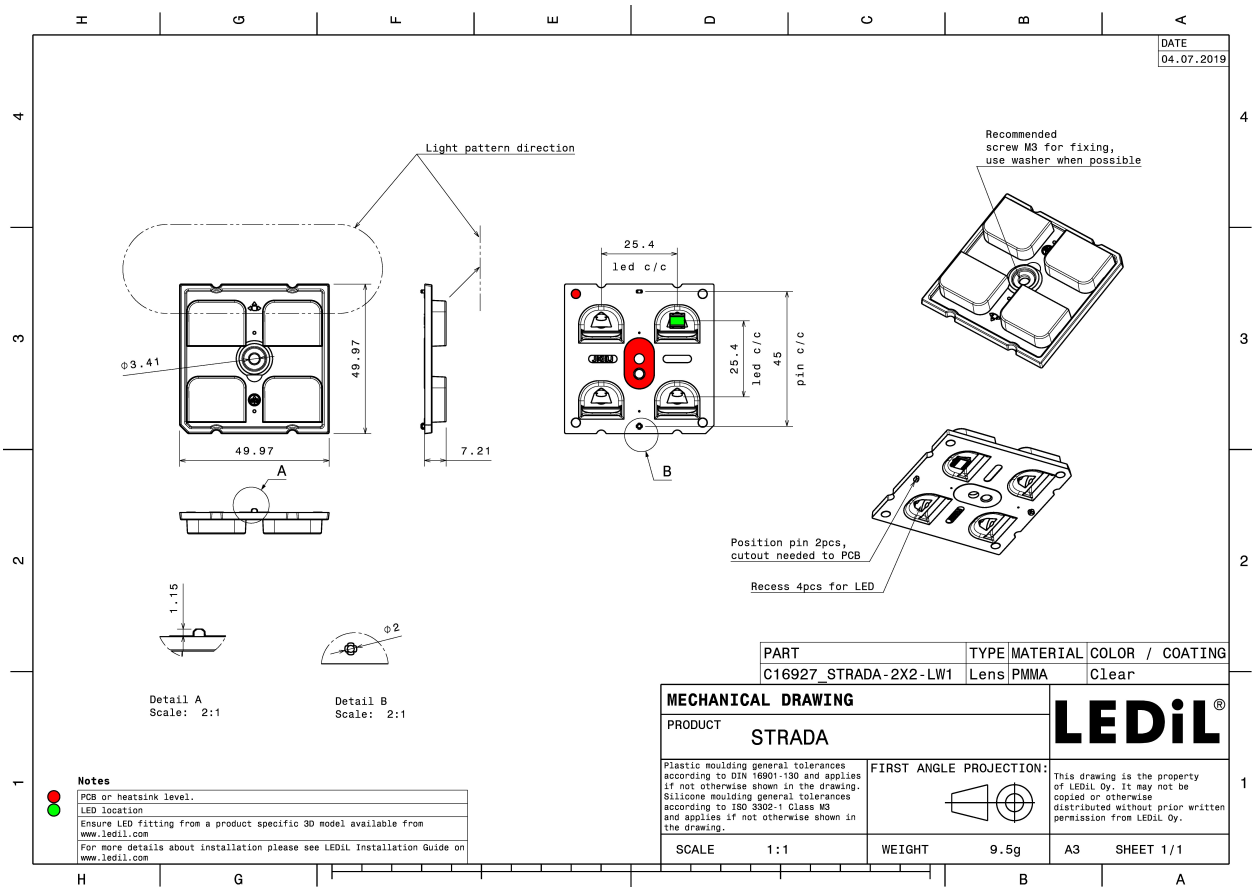 H G F E D C B A
DATE
04.07.2019
4
4
Recommended
screw M3 for fixing,
use washer when possible
Light pattern direction
25.4
led c/c
3
3
⌀3.41
49.97
49.97
7.21
25.4
led c/c
45
pin c/c
A
B
2
2
Position pin 2pcs,
cutout needed to PCB
Recess 4pcs for LED
1.15
⌀2
Detail A
Scale: 2:1
Detail B
Scale: 2:1
PART TYPE MATERIAL COLOR / COATING
C16927_STRADA-2X2-LW1 Lens PMMA Clear
MECHANICAL DRAWING
PRODUCT
STRADA
LEDiL®
Plastic moulding general tolerances
according to DIN 16901-130 and applies
if not otherwise shown in the drawing.
Silicone moulding general tolerances
according to ISO 3302-1 Class M3
and applies if not otherwise shown in
the drawing.
FIRST ANGLE PROJECTION:
This drawing is the property
of LEDiL Oy. It may not be
copied or otherwise
distributed without prior written
permission from LEDiL Oy.
SCALE 1:1 WEIGHT 9.5g A3 SHEET 1/1
1
1
Notes
PCB or heatsink level.
LED location
Ensure LED fitting from a product specific 3D model available from
www.ledil.com
For more details about installation please see LEDiL Installation Guide on
www.ledil.com
H G B A